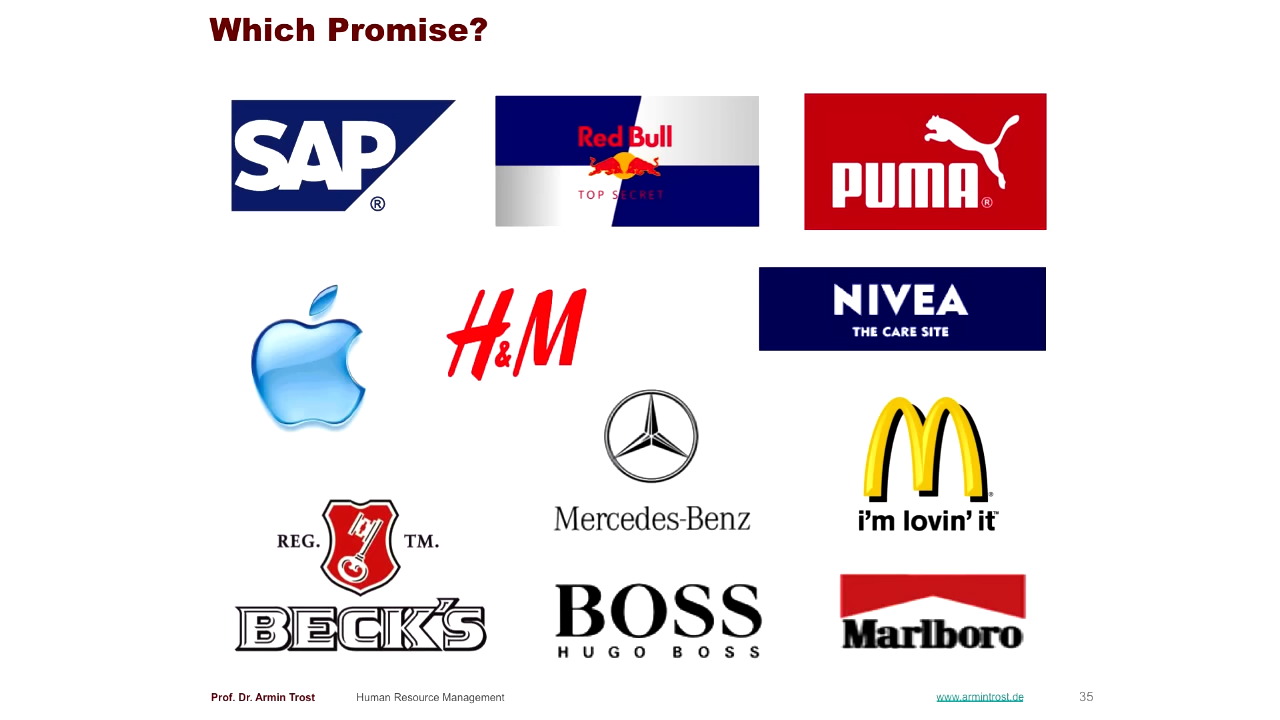 Which Promise?
SAP
®
Red Bull
TOP SECRET
PUMA®
H&M
NIVEA
THE CARE SITE
Mercedes-Benz
i'm lovin' it™
REG. TM.
BECK'S
BOSS
HUGO BOSS
Marlboro
Prof. Dr. Armin Trost Human Resource Management www.armintrost.de 35